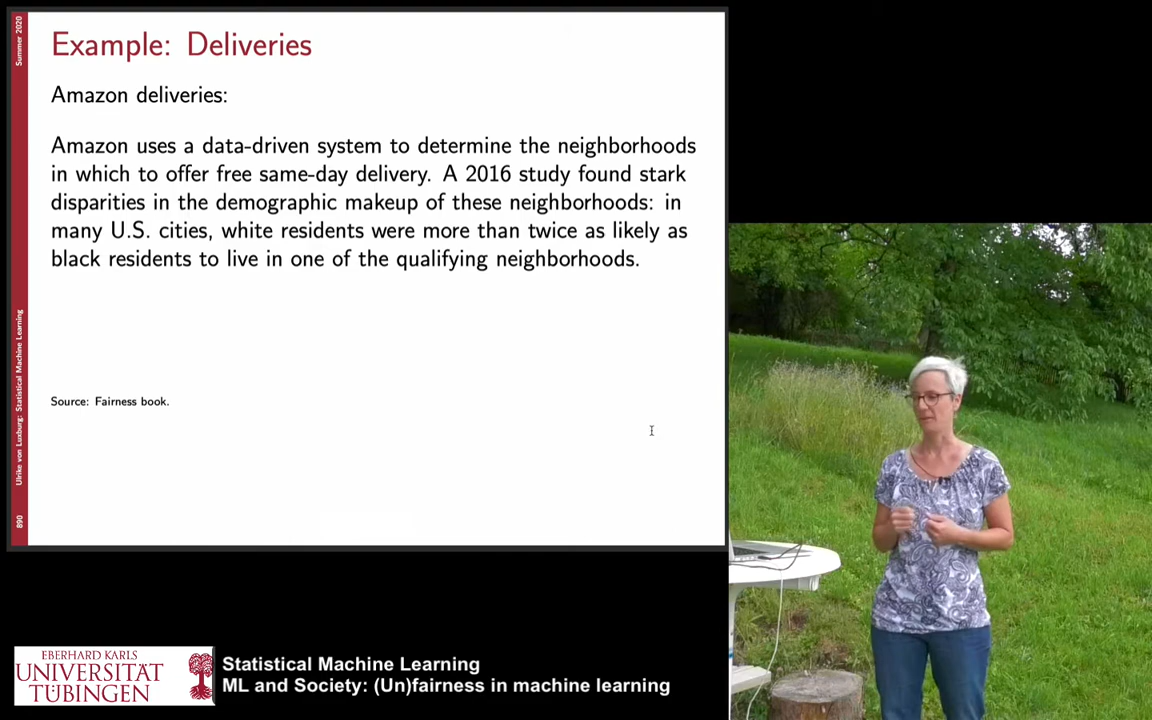 Summer 2020
Example: Deliveries
Amazon deliveries:
Amazon uses a data-driven system to determine the neighborhoods
in which to offer free same-day delivery. A 2016 study found stark
disparities in the demographic makeup of these neighborhoods: in
many U.S. cities, white residents were more than twice as likely as
black residents to live in one of the qualifying neighborhoods.
Source: Fairness book.
Ulrike von Luxburg: Statistical Machine Learning
890
EBERHARD KARLS
UNIVERSITÄT
TÜBINGEN
Statistical Machine Learning
ML and Society: (Un)fairness in machine learning